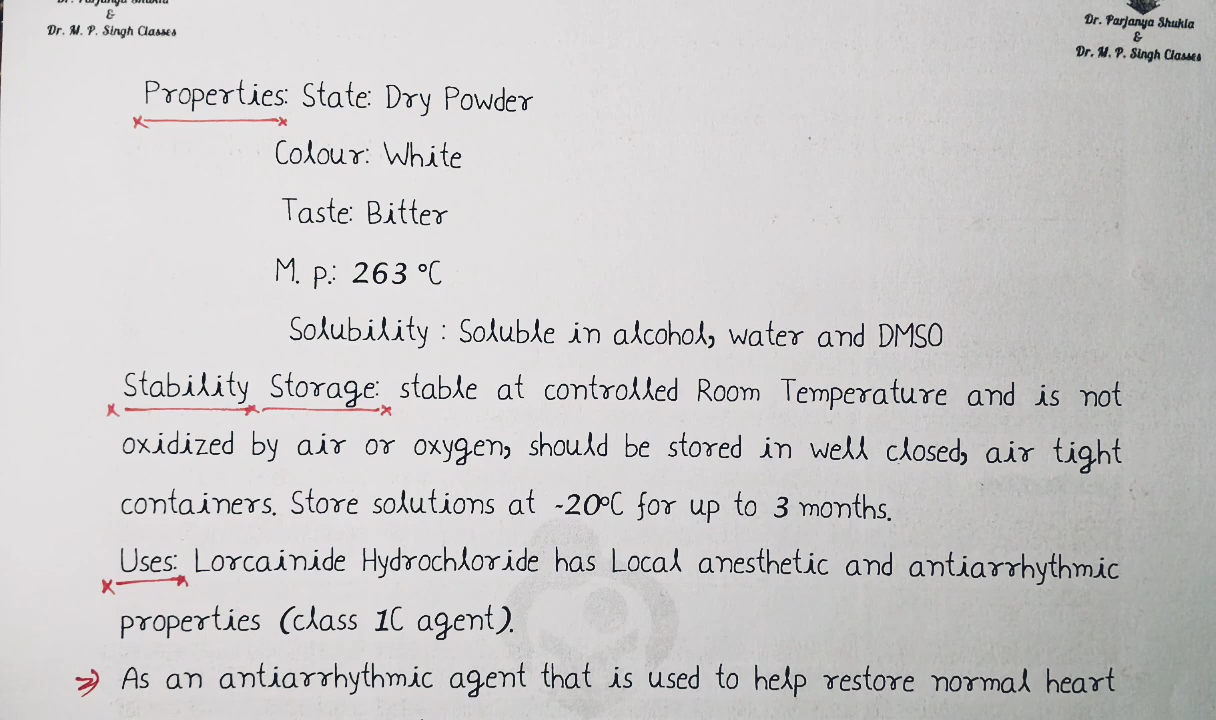 &
Dr. M. P. Singh Classes
Dr. Parjanya Shukla
&
Dr. M. P. Singh Classes
Properties: State: Dry Powder
Colour: White
Taste: Bitter
M. p.: 263 °C
Solubility : Soluble in alcohol, water and DMSO
Stability Storage: stable at controlled Room Temperature and is not
oxidized by air or oxygen, should be stored in well closed, air tight
containers. Store solutions at -20°C for up to 3 months.
Uses: Lorcainide Hydrochloride has Local anesthetic and antiarrhythmic
properties (class 1C agent).
⇒ As an antiarrhythmic agent that is used to help restore normal heart